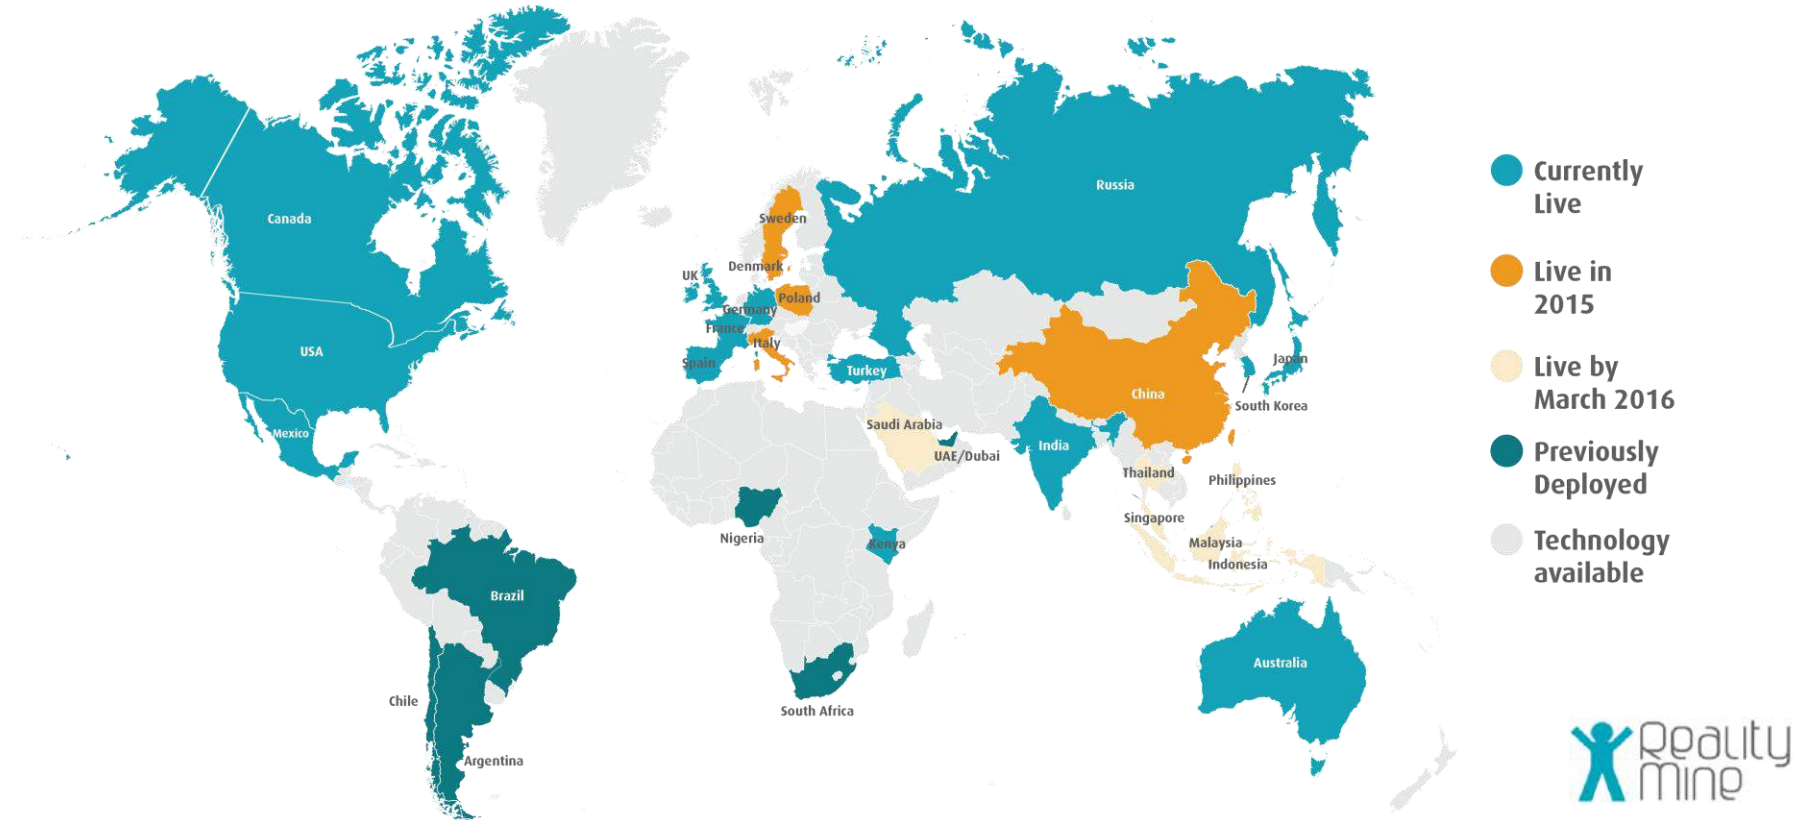 Canada
USA
Mexico
Brazil
Chile
Argentina
UK
Sweden
Denmark
Poland
Germany
France
Italy
Spain
Turkey
Russia
China
Japan
South Korea
India
Saudi Arabia
UAE/Dubai
Thailand
Philippines
Singapore
Malaysia
Indonesia
Nigeria
Kenya
South Africa
Australia
Currently
Live
Live in
2015
Live by
March 2016
Previously
Deployed
Technology
available
Reality
Mine